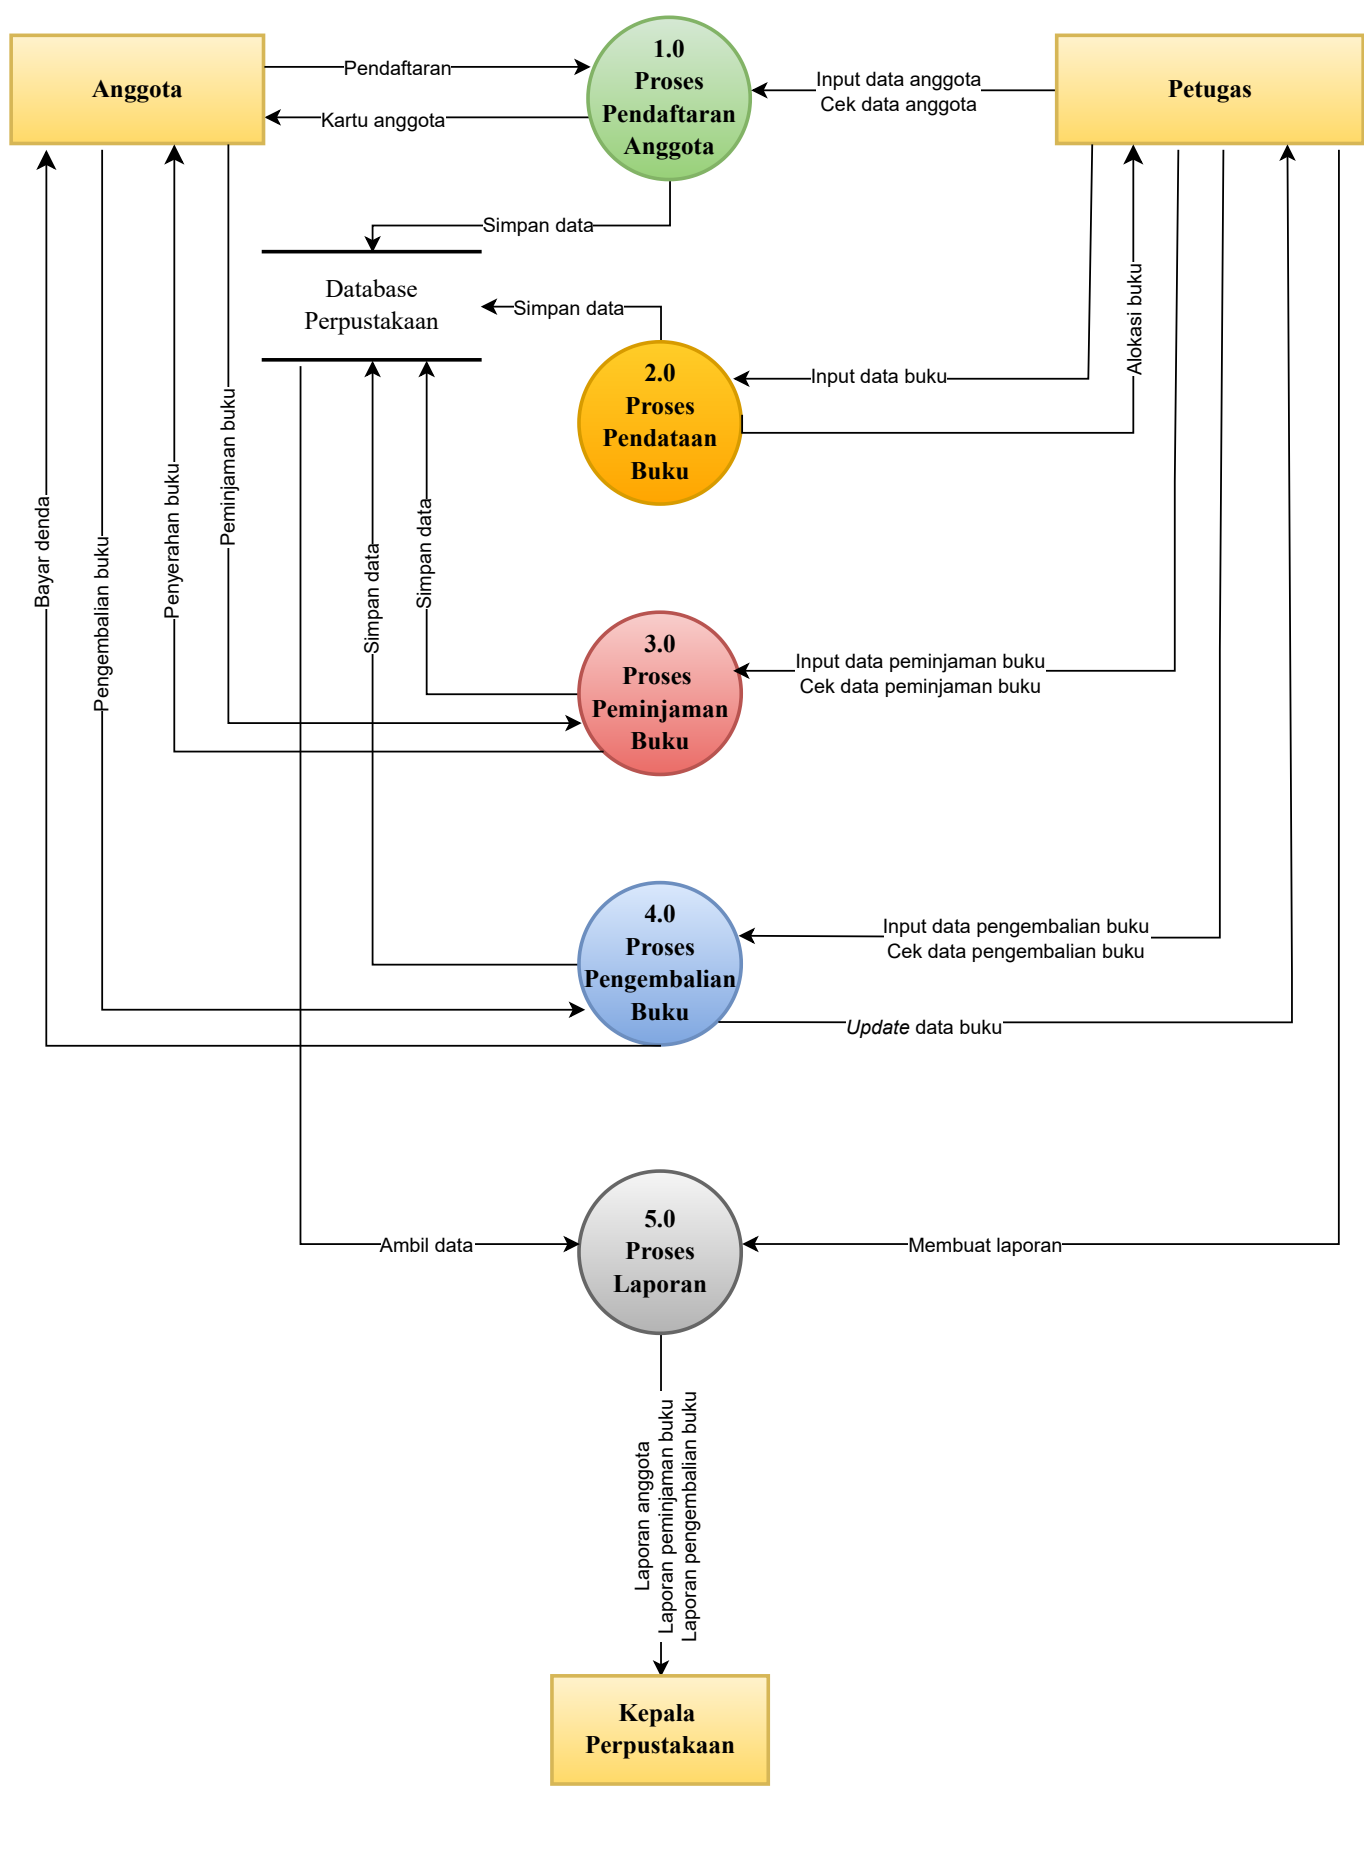 Anggota
Pendaftaran
Kartu anggota
1.0
Proses
Pendaftaran
Anggota
Input data anggota
Cek data anggota
Petugas
Simpan data
Database
Perpustakaan
Simpan data
2.0
Proses
Pendataan
Buku
Input data buku
Alokasi buku
Bayar denda
Pengembalian buku
Penyerahan buku
Peminjaman buku
Simpan data
Simpan data
3.0
Proses
Peminjaman
Buku
Input data peminjaman buku
Cek data peminjaman buku
4.0
Proses
Pengembalian
Buku
Input data pengembalian buku
Cek data pengembalian buku
Update data buku
Ambil data
5.0
Proses
Laporan
Membuat laporan
Laporan anggota
Laporan peminjaman buku
Laporan pengembalian buku
Kepala
Perpustakaan